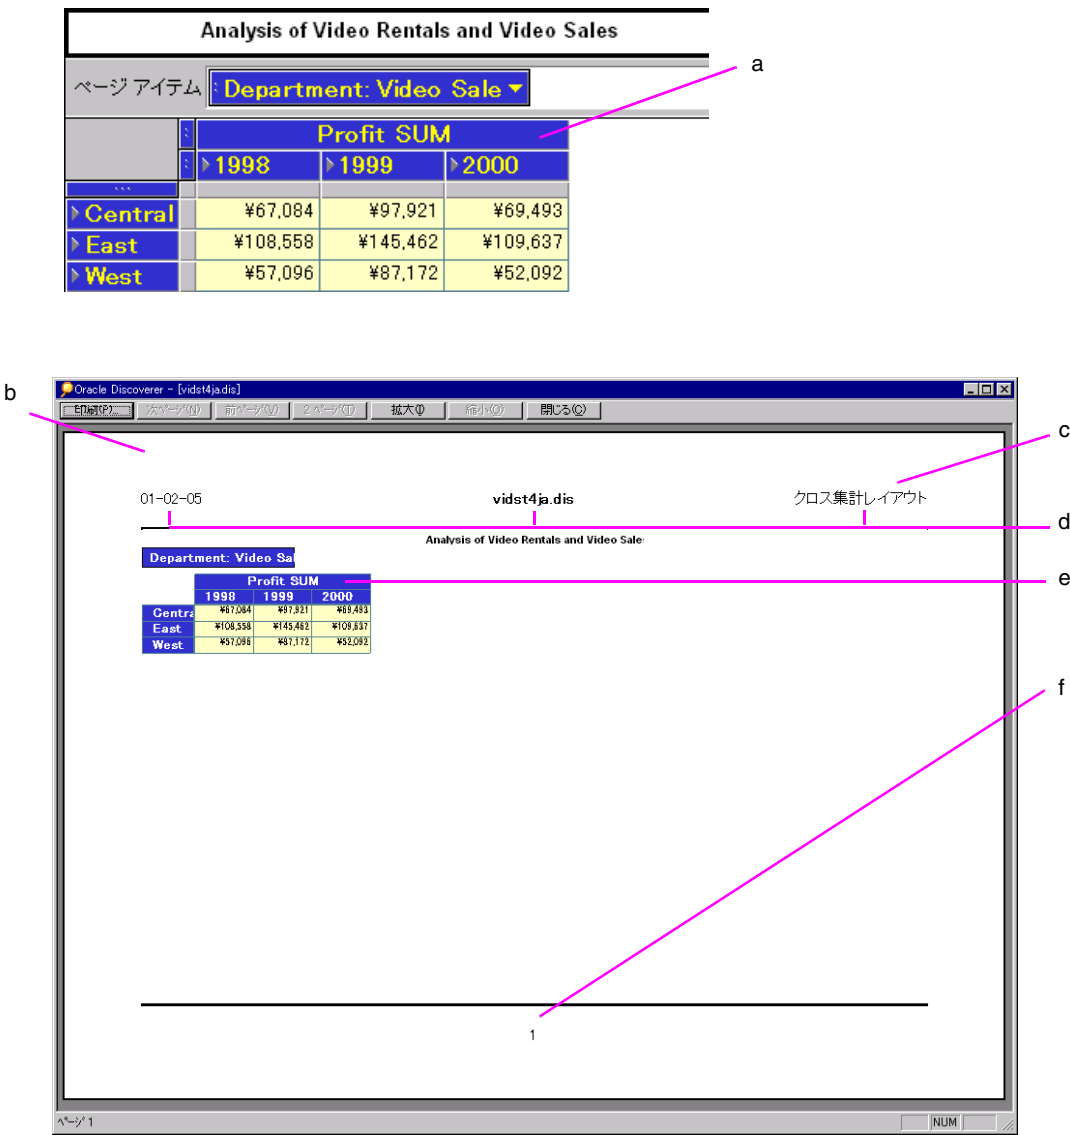 Analysis of Video Rentals and Video Sales
a
ページ アイテム Department: Video Sale
Profit SUM
1998 1999 2000
Central ¥67,084 ¥97,921 ¥69,493
East ¥108,558 ¥145,462 ¥109,637
West ¥57,096 ¥87,172 ¥52,092
b
Oracle Discoverer - [vidst4ja.dis]
印刷(P)... 次ページ(N) 前ページ(V) 2ページ(T) 拡大(I) 縮小(O) 閉じる(C)
c
01-02-05 vidst4ja.dis クロス集計レイアウト
d
Analysis of Video Rentals and Video Sale
Department: Video Sal
e
Profit SUM
1998 1999 2000
Centra ¥67,084 ¥97,921 ¥69,493
East ¥108,558 ¥145,462 ¥109,637
West ¥57,096 ¥87,172 ¥52,092
f
1
ページ 1 NUM